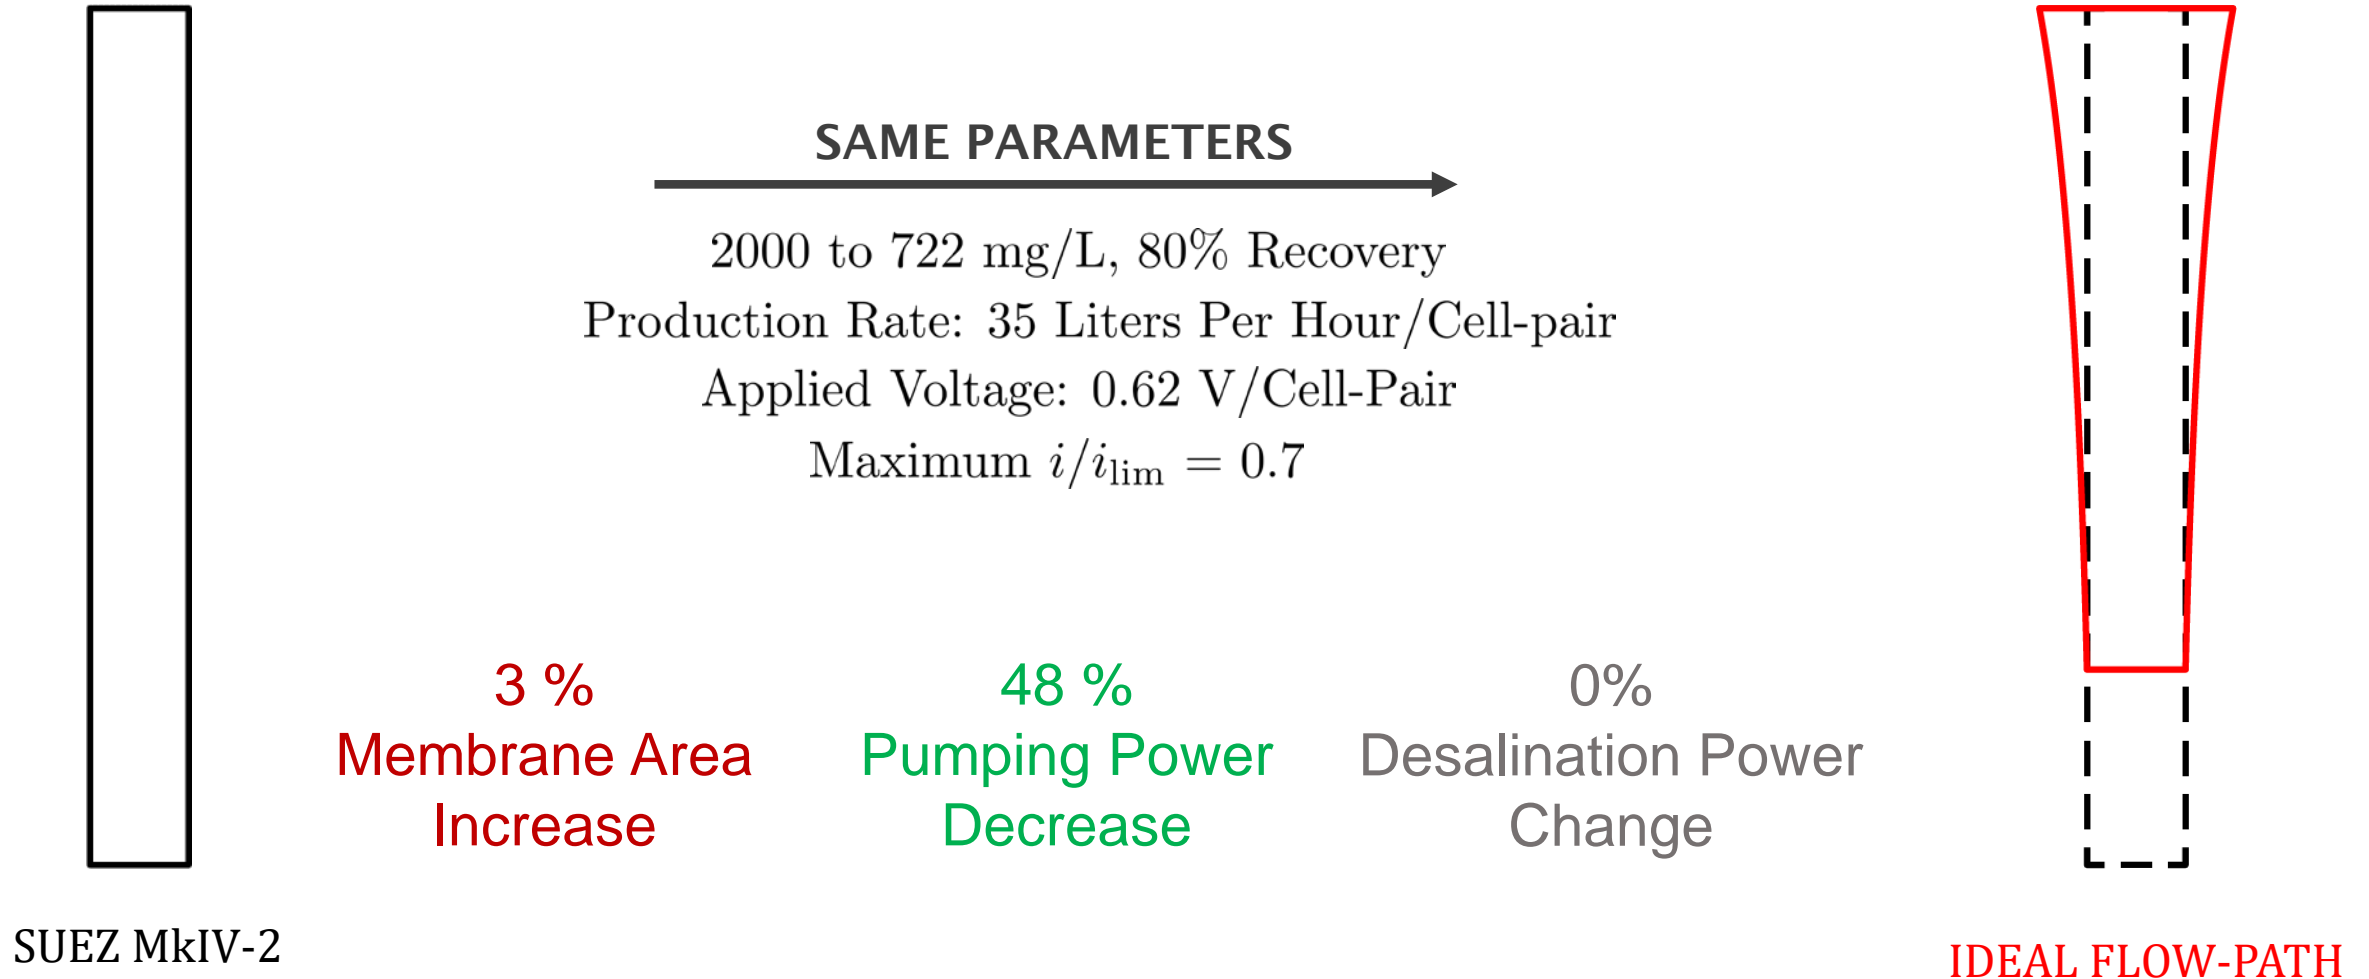 SAME PARAMETERS
2000 to 722 mg/L, 80% Recovery
Production Rate: 35 Liters Per Hour/Cell-pair
Applied Voltage: 0.62 V/Cell-Pair
Maximum i/i_lim = 0.7
3 %
Membrane Area
Increase
48 %
Pumping Power
Decrease
0%
Desalination Power
Change
SUEZ MkIV-2
IDEAL FLOW-PATH